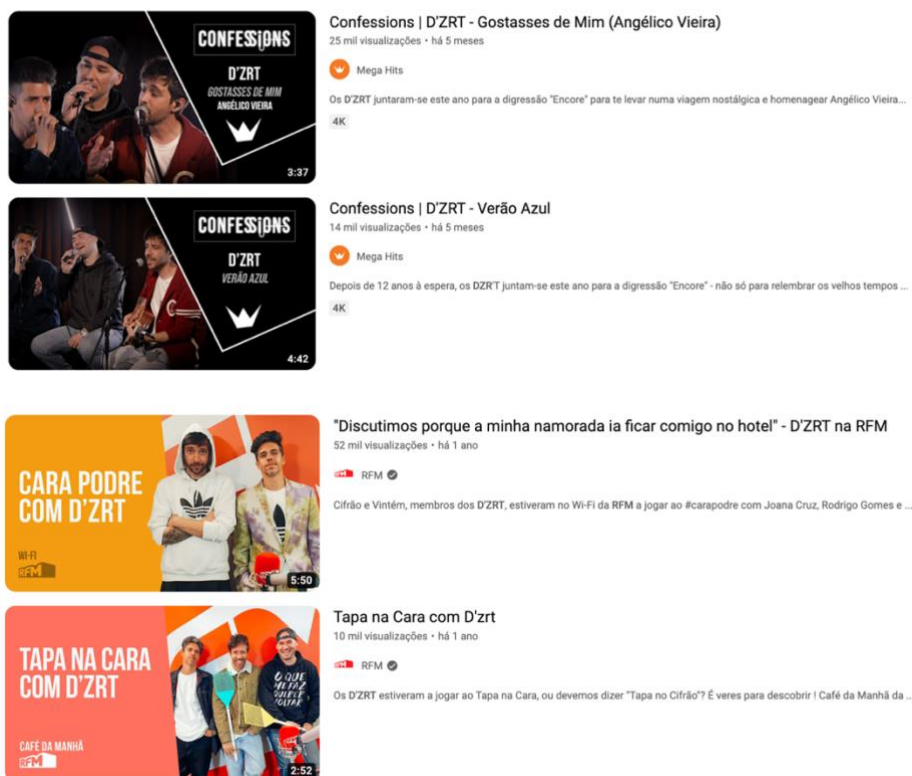 CONFESSIONS
D'ZRT
GOSTASSES DE MIM
ANGÉLICO VIEIRA
3:37
Confessions | D'ZRT - Gostasses de Mim (Angélico Vieira)
25 mil visualizações • há 5 meses
Mega Hits
Os D'ZRT juntaram-se este ano para a digressão "Encore" para te levar numa viagem nostálgica e homenagear Angélico Vieira...
4K
CONFESSIONS
D'ZRT
VERÃO AZUL
4:42
Confessions | D'ZRT - Verão Azul
14 mil visualizações • há 5 meses
Mega Hits
Depois de 12 anos à espera, os DZR'T juntam-se este ano para a digressão "Encore" - não só para relembrar os velhos tempos ...
4K
CARA PODRE
COM D'ZRT
WI-FI
RFM
5:50
"Discutimos porque a minha namorada ia ficar comigo no hotel" - D'ZRT na RFM
52 mil visualizações • há 1 ano
RFM
Cifrão e Vintém, membros dos D'ZRT, estiveram no Wi-Fi da RFM a jogar ao #carapodre com Joana Cruz, Rodrigo Gomes e ...
TAPA NA CARA
COM D'ZRT
CAFÉ DA MANHÃ
RFM
O QUE
ME FAZ
QUERER
VOLTAR
2:52
Tapa na Cara com D'zrt
10 mil visualizações • há 1 ano
RFM
Os D'ZRT estiveram a jogar ao Tapa na Cara, ou devemos dizer "Tapa no Cifrão"? É veres para descobrir ! Café da Manhã da ...